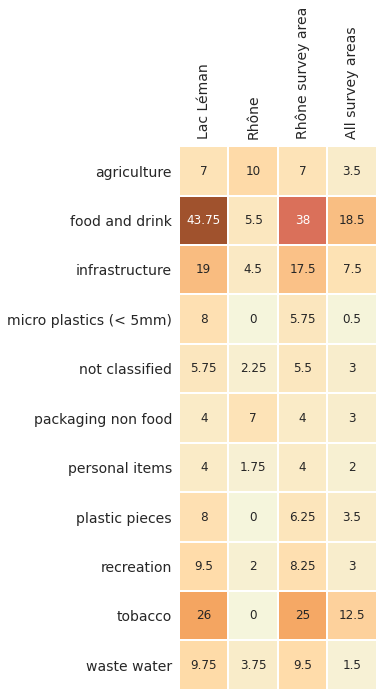 Lac Léman Rhône Rhône survey area All survey areas
agriculture 7 10 7 3.5
food and drink 43.75 5.5 38 18.5
infrastructure 19 4.5 17.5 7.5
micro plastics (< 5mm) 8 0 5.75 0.5
not classified 5.75 2.25 5.5 3
packaging non food 4 7 4 3
personal items 4 1.75 4 2
plastic pieces 8 0 6.25 3.5
recreation 9.5 2 8.25 3
tobacco 26 0 25 12.5
waste water 9.75 3.75 9.5 1.5